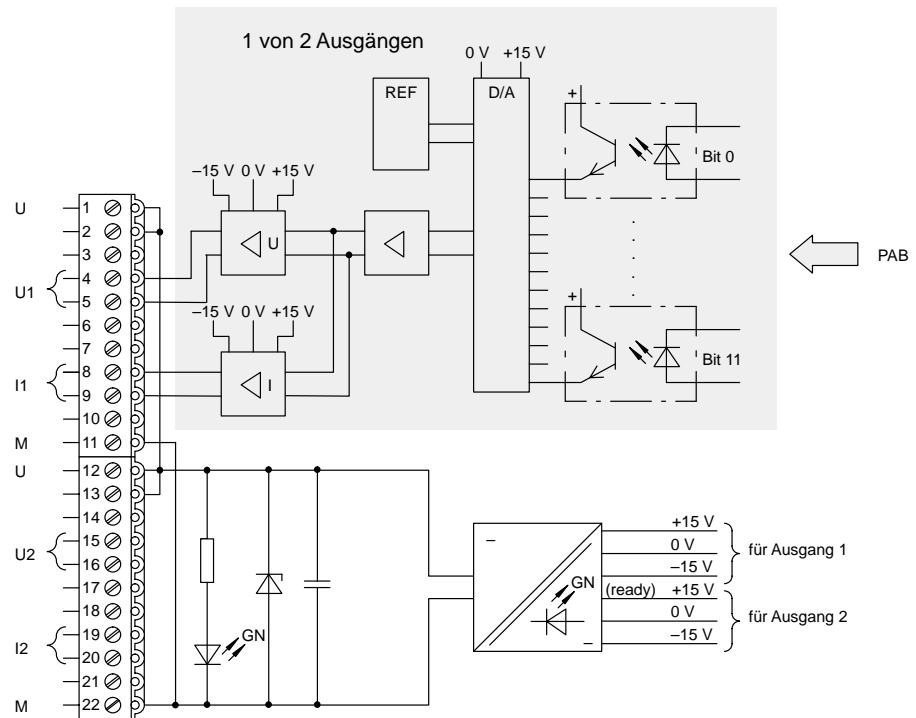 1 von 2 Ausgängen
0 V +15 V
REF
D/A
+
Bit 0
–15 V 0 V +15 V
U
PAB
+
–15 V 0 V +15 V
Bit 11
I
U 1
2
3
U1 4
5
6
7
I1 8
9
10
M 11
U 12
13
14
U2 15
16
17
18
I2 19
20
21
M 22
GN
–
GN
–
+15 V
0 V
–15 V
für Ausgang 1
(ready) +15 V
0 V
–15 V
für Ausgang 2